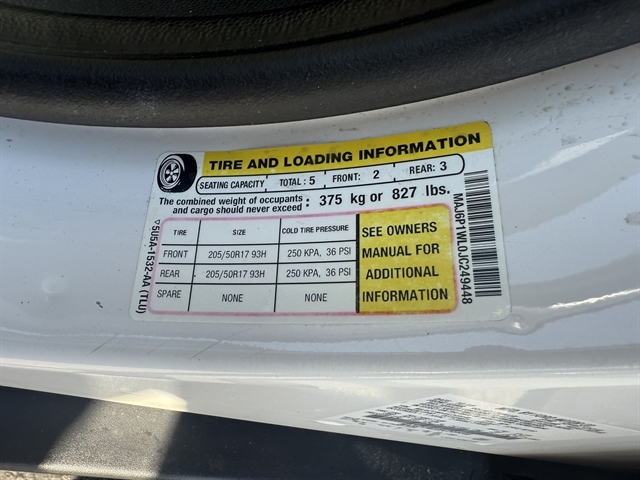 TIRE AND LOADING INFORMATION
SEATING CAPACITY TOTAL : 5 FRONT: 2 REAR: 3
The combined weight of occupants and cargo should never exceed : 375 kg or 827 lbs.
TIRE SIZE COLD TIRE PRESSURE
FRONT 205/50R17 93H 250 KPA, 36 PSI
REAR 205/50R17 93H 250 KPA, 36 PSI
SPARE NONE NONE
SEE OWNERS
MANUAL FOR
ADDITIONAL
INFORMATION
5U5A-1532-AA (TLU)
MAJ6P1WL0JC249448